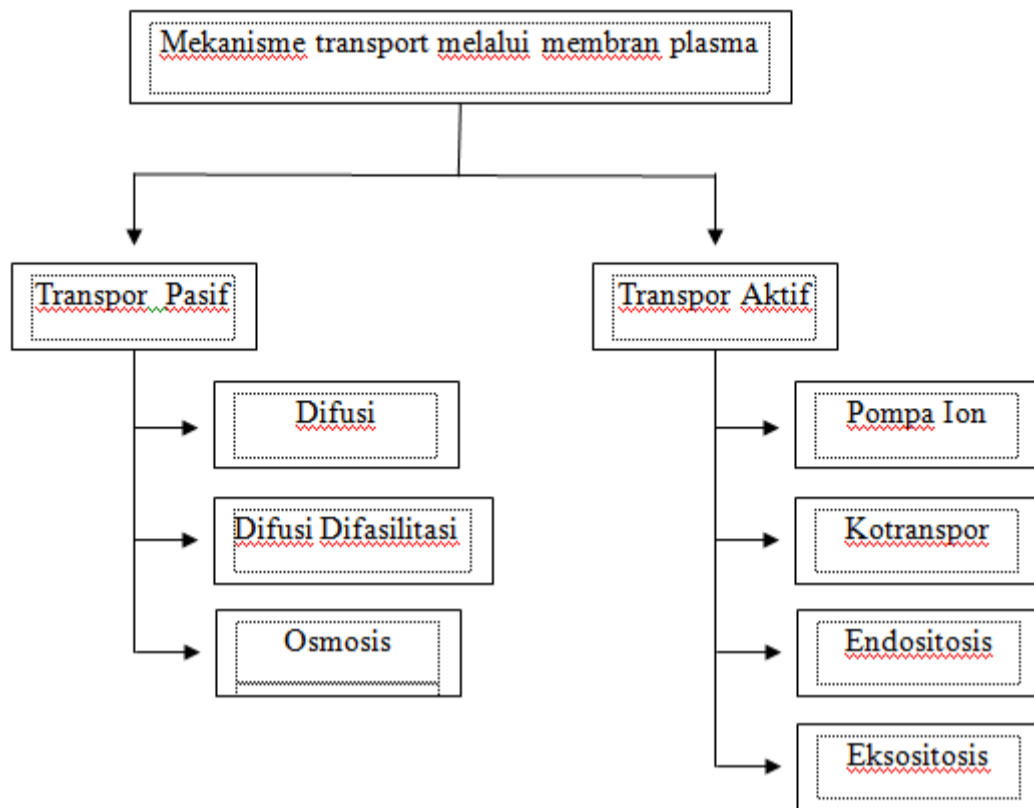 Mekanisme transport melalui membran plasma
Transpor Pasif
Transpor Aktif
Difusi
Difusi Difasilitasi
Osmosis
Pompa Ion
Kotranspor
Endositosis
Eksositosis